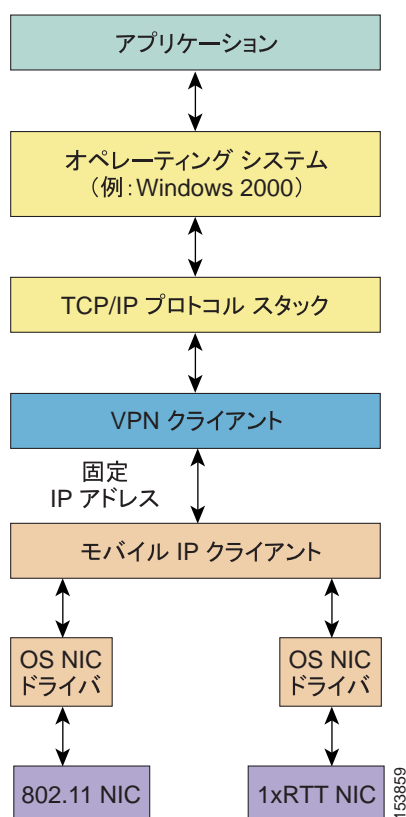 アプリケーション
オペレーティング システム
（例：Windows 2000）
TCP/IP プロトコル スタック
VPN クライアント
固定
IP アドレス
モバイル IP クライアント
OS NIC
ドライバ
OS NIC
ドライバ
802.11 NIC
1xRTT NIC
153859